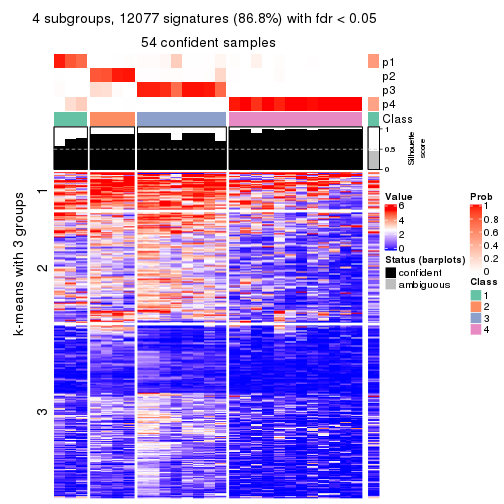 4 subgroups, 12077 signatures (86.8%) with fdr < 0.05
54 confident samples
p1
p2
p3
p4
Class
1
0.5
0
Silhouette
score
k-means with 3 groups
1
2
3
Value
6
4
2
0
Status (barplots)
confident
ambiguous
Prob
1
0.8
0.6
0.4
0.2
0
Class
1
2
3
4